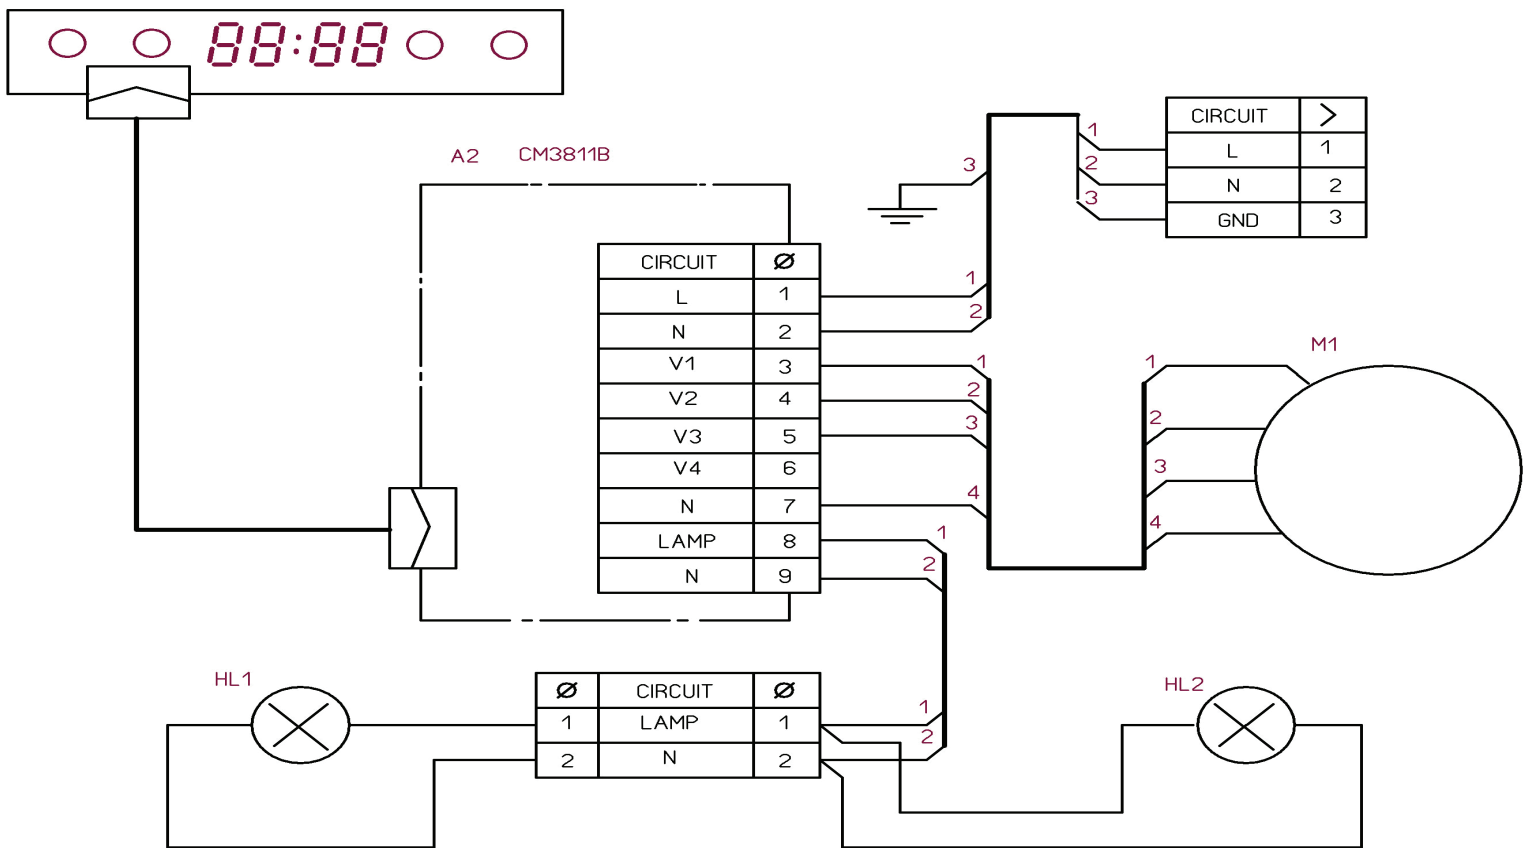 88:88
A2 CM3811B
CIRCUIT >
L 1
N 2
GND 3
1
2
3
3
1
2
CIRCUIT Ø
L 1
N 2
V1 3
V2 4
V3 5
V4 6
N 7
LAMP 8
N 9
1
2
3
4
1
2
M1
1
2
3
4
HL1
Ø CIRCUIT Ø
1 LAMP 1
2 N 2
1
2
HL2